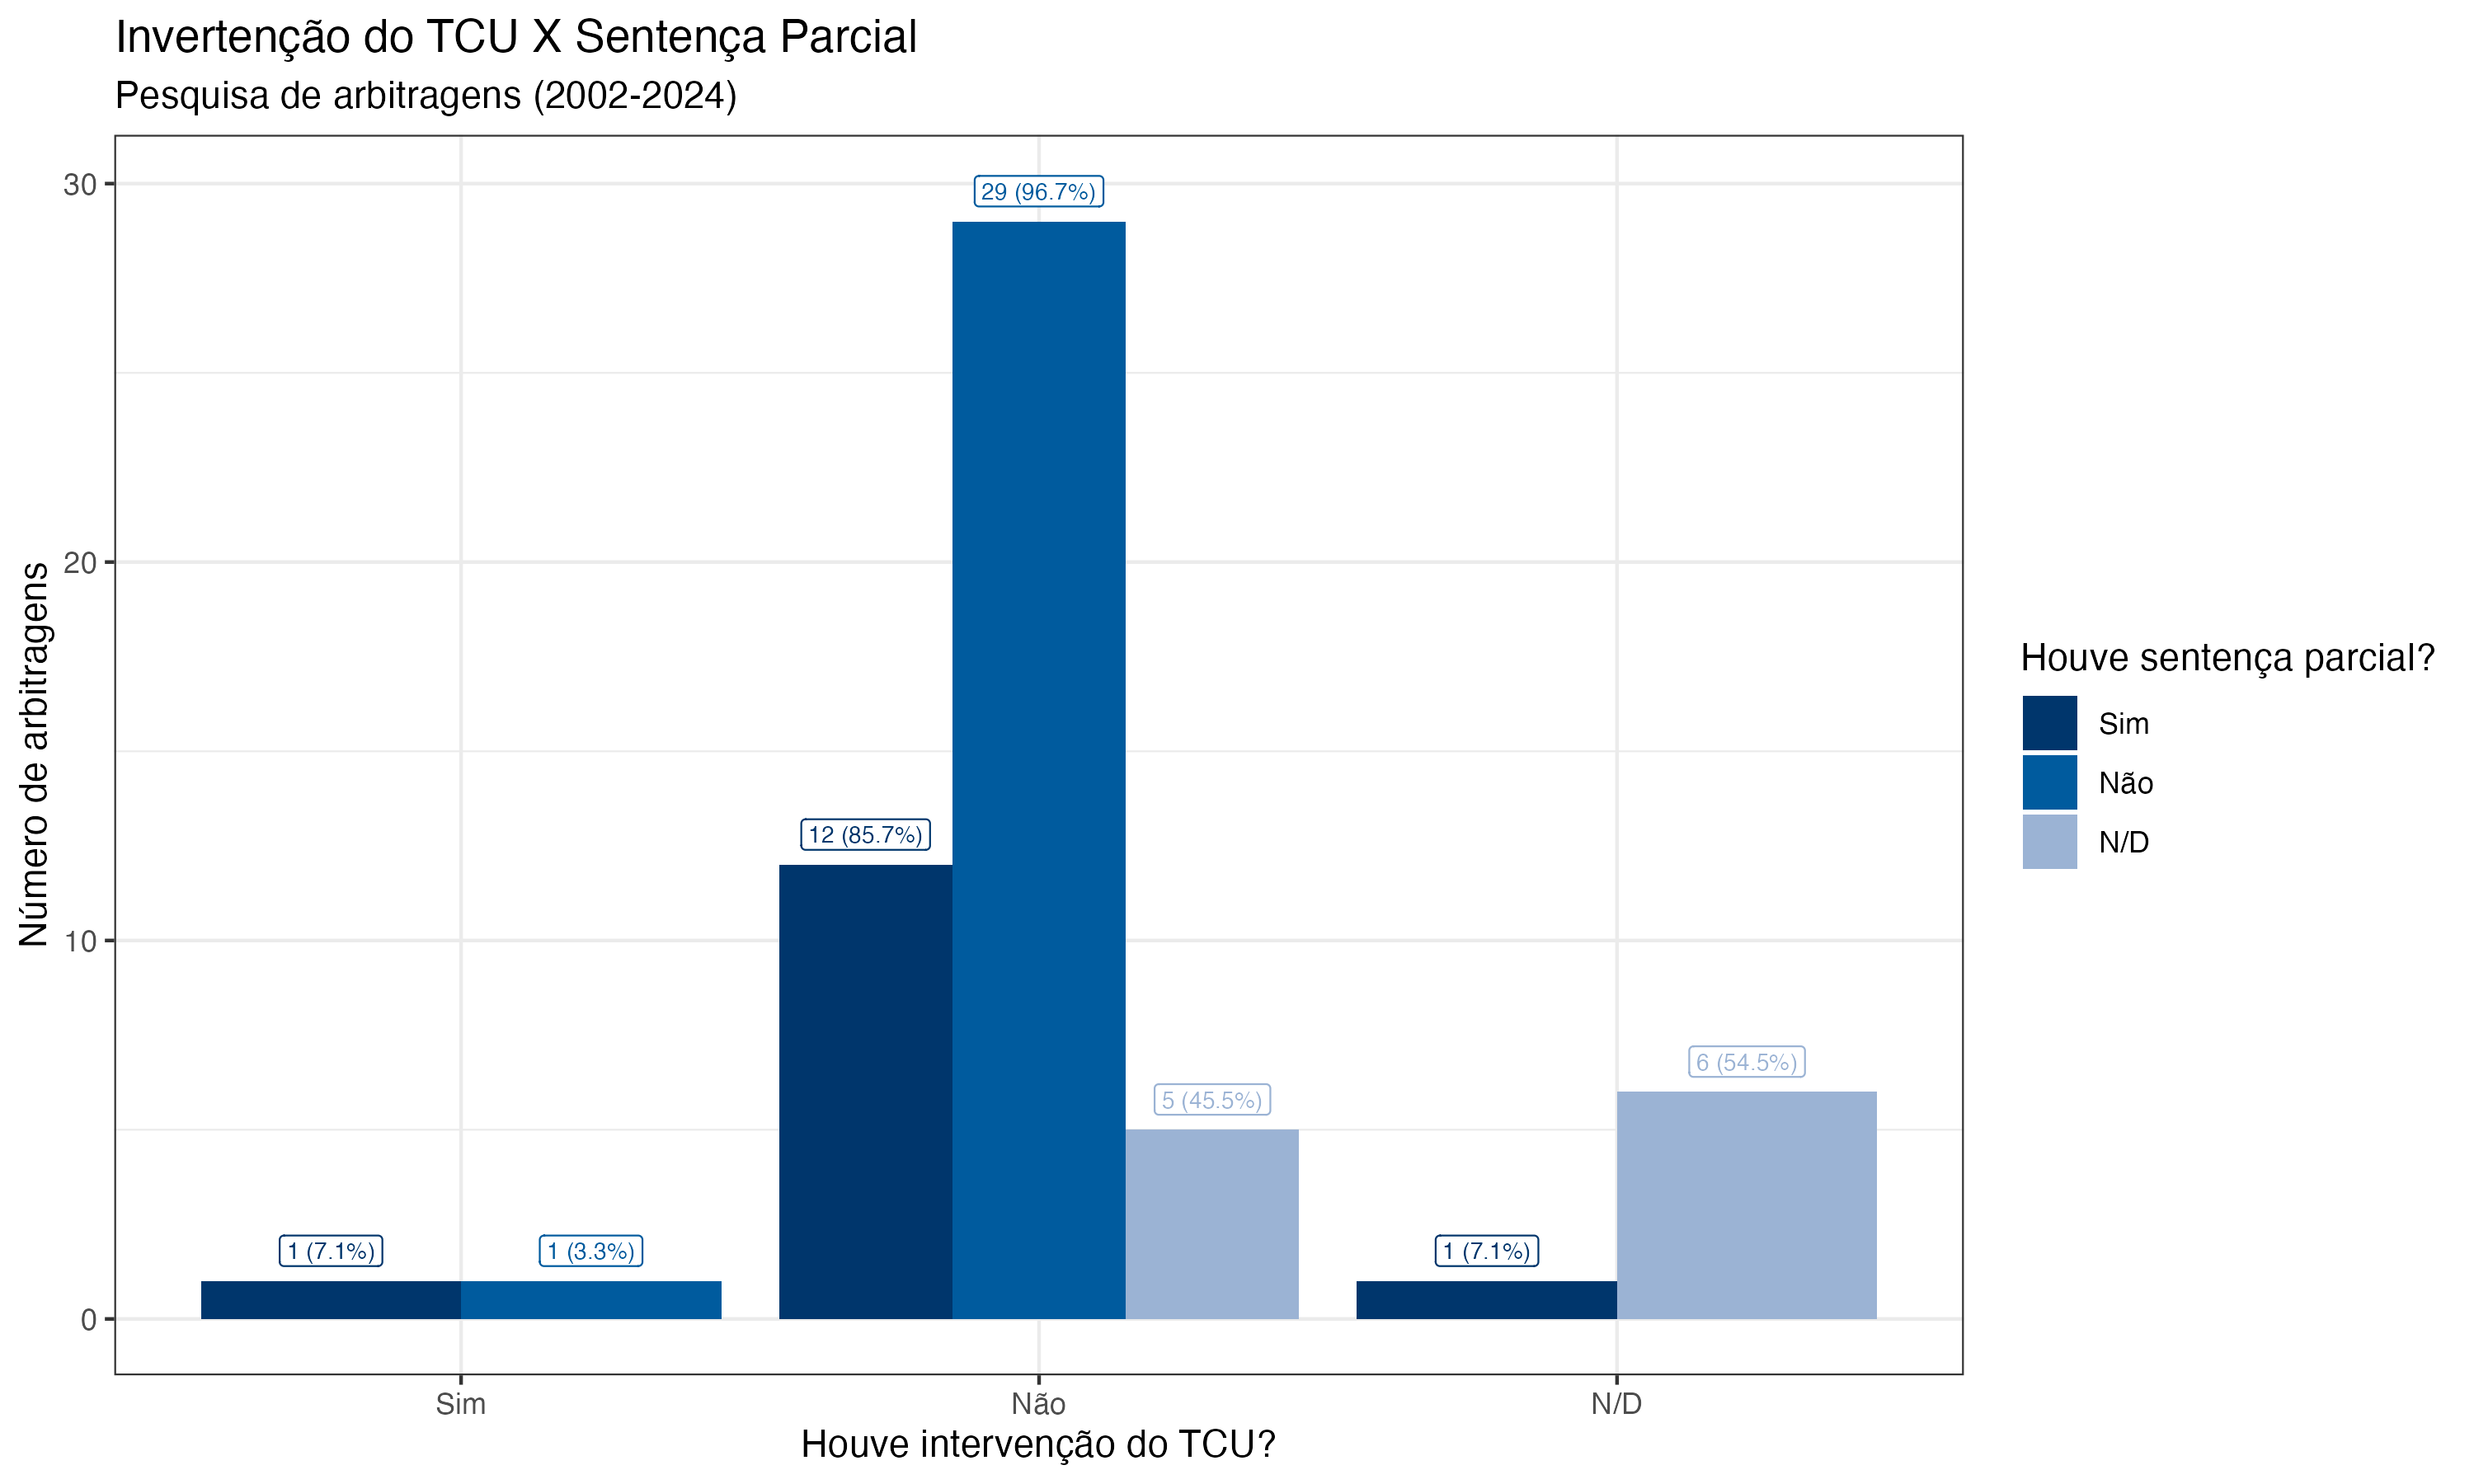 Invertenção do TCU X Sentença Parcial
Pesquisa de arbitragens (2002-2024)
Número de arbitragens
30
20
10
0
29 (96.7%)
12 (85.7%)
5 (45.5%)
6 (54.5%)
1 (7.1%)
1 (3.3%)
1 (7.1%)
Sim
Não
N/D
Houve intervenção do TCU?
Houve sentença parcial?
Sim
Não
N/D